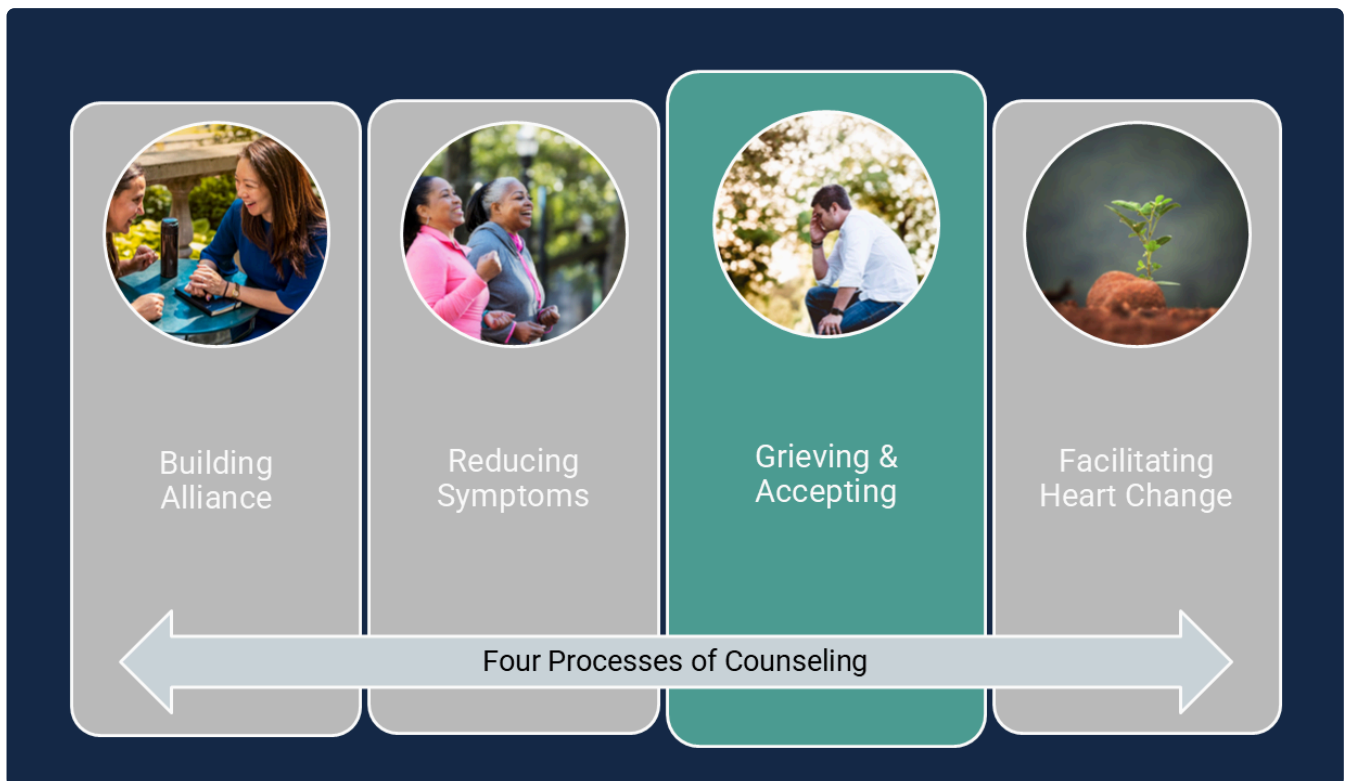 Building
Alliance
Reducing
Symptoms
Grieving &
Accepting
Facilitating
Heart Change
Four Processes of Counseling